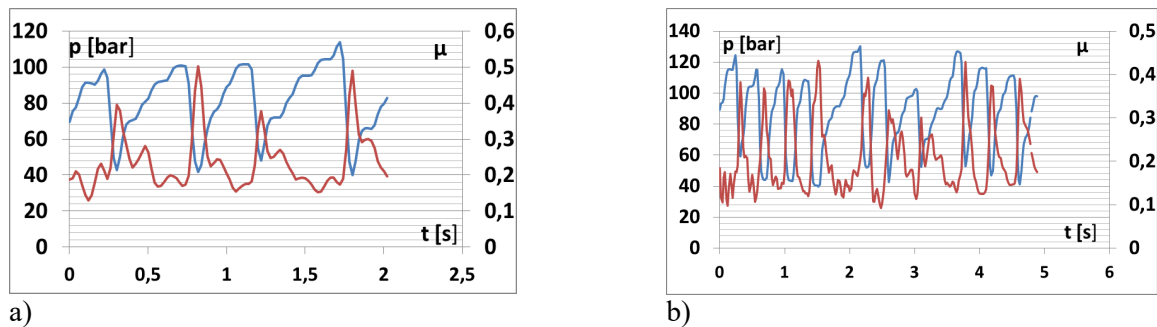 120 p [bar] μ 0,6
100 0,5
80 0,4
60 0,3
40 0,2
20 0,1
0 t [s] 0
0 0,5 1 1,5 2 2,5
a)
140 p [bar] μ 0,5
120 0,4
100
80 0,3
60 0,2
40 0,1
20
0 t [s] 0
0 1 2 3 4 5 6
b)